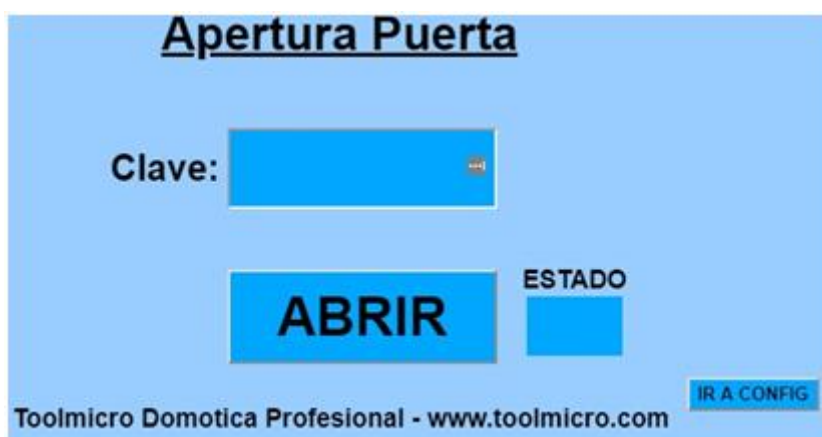 Apertura Puerta
Clave:
ESTADO
ABRIR
IR A CONFIG
Toolmicro Domotica Profesional - www.toolmicro.com